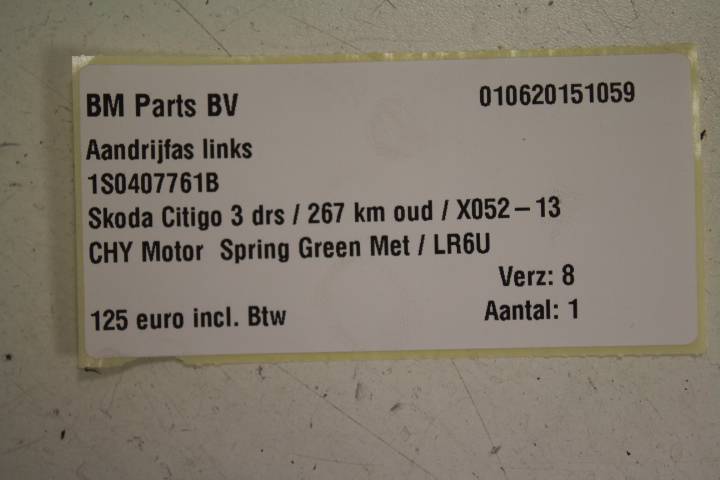 BM Parts BV 010620151059
Aandrijfas links
1S0407761B
Skoda Citigo 3 drs / 267 km oud / X052-13
CHY Motor Spring Green Met / LR6U
Verz: 8
125 euro incl. Btw Aantal: 1